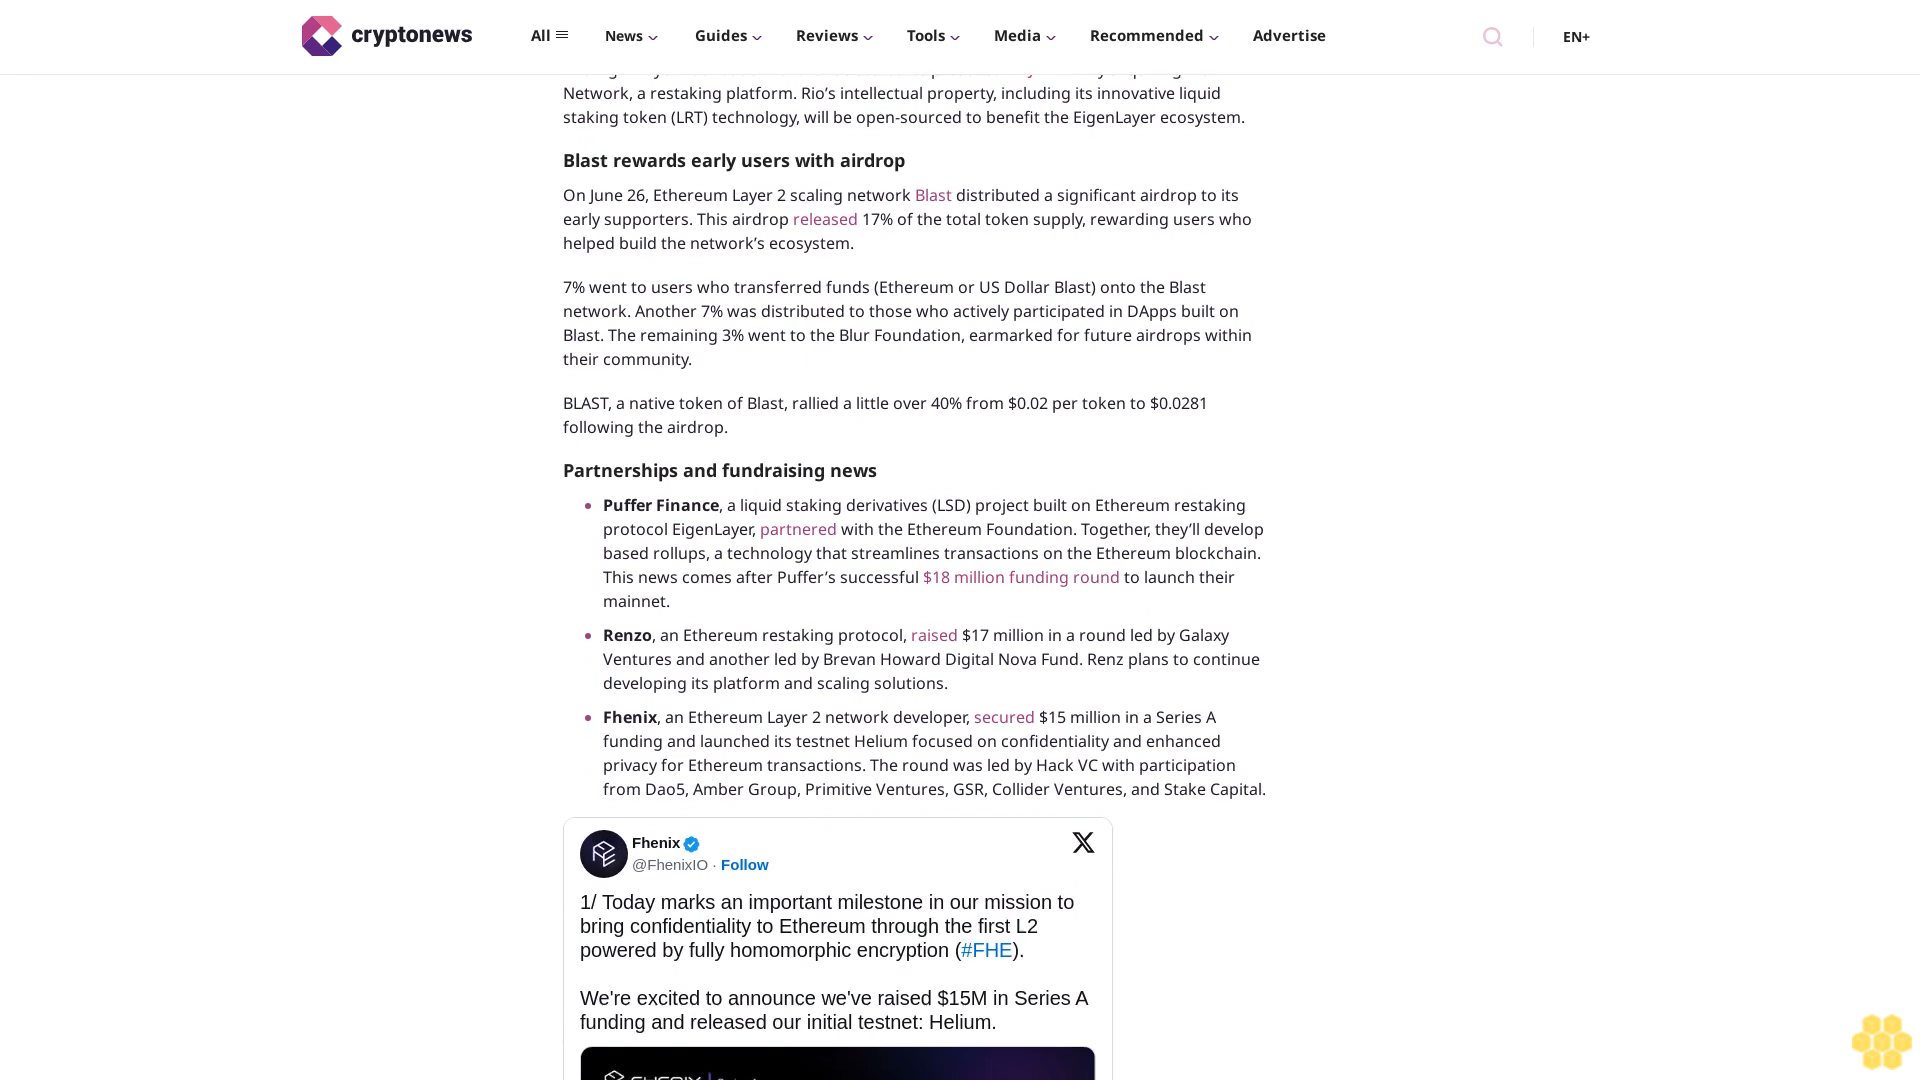 cryptonews
All
News
Guides
Reviews
Tools
Media
Recommended
Advertise
EN+
Network, a restaking platform. Rio’s intellectual property, including its innovative liquid
staking token (LRT) technology, will be open-sourced to benefit the EigenLayer ecosystem.
Blast rewards early users with airdrop
On June 26, Ethereum Layer 2 scaling network Blast distributed a significant airdrop to its
early supporters. This airdrop released 17% of the total token supply, rewarding users who
helped build the network’s ecosystem.
7% went to users who transferred funds (Ethereum or US Dollar Blast) onto the Blast
network. Another 7% was distributed to those who actively participated in DApps built on
Blast. The remaining 3% went to the Blur Foundation, earmarked for future airdrops within
their community.
BLAST, a native token of Blast, rallied a little over 40% from $0.02 per token to $0.0281
following the airdrop.
Partnerships and fundraising news
Puffer Finance, a liquid staking derivatives (LSD) project built on Ethereum restaking
protocol EigenLayer, partnered with the Ethereum Foundation. Together, they’ll develop
based rollups, a technology that streamlines transactions on the Ethereum blockchain.
This news comes after Puffer’s successful $18 million funding round to launch their
mainnet.
Renzo, an Ethereum restaking protocol, raised $17 million in a round led by Galaxy
Ventures and another led by Brevan Howard Digital Nova Fund. Renz plans to continue
developing its platform and scaling solutions.
Fhenix, an Ethereum Layer 2 network developer, secured $15 million in a Series A
funding and launched its testnet Helium focused on confidentiality and enhanced
privacy for Ethereum transactions. The round was led by Hack VC with participation
from Dao5, Amber Group, Primitive Ventures, GSR, Collider Ventures, and Stake Capital.
Fhenix
@FhenixIO · Follow
1/ Today marks an important milestone in our mission to
bring confidentiality to Ethereum through the first L2
powered by fully homomorphic encryption (#FHE).
We're excited to announce we've raised $15M in Series A
funding and released our initial testnet: Helium.